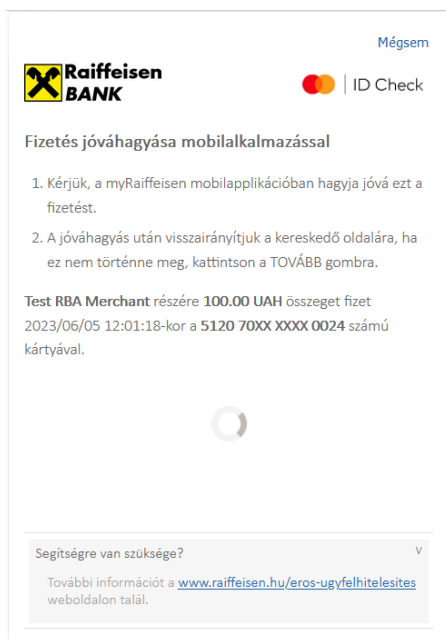 Mégsem
Raiffeisen
BANK
ID Check
Fizetés jóváhagyása mobilalkalmazással
1. Kérjük, a myRaiffeisen mobilapplikációban hagyja jóvá ezt a
fizetést.
2. A jóváhagyás után visszairányítjuk a kereskedő oldalára, ha
ez nem történne meg, kattintson a TOVÁBB gombra.
Test RBA Merchant részére 100.00 UAH összeget fizet
2023/06/05 12:01:18-kor a 5120 70XX XXXX 0024 számú
kártyával.
Segítségre van szüksége? V
További információt a www.raiffeisen.hu/eros-ugyfelhitelesites
weboldalon talál.